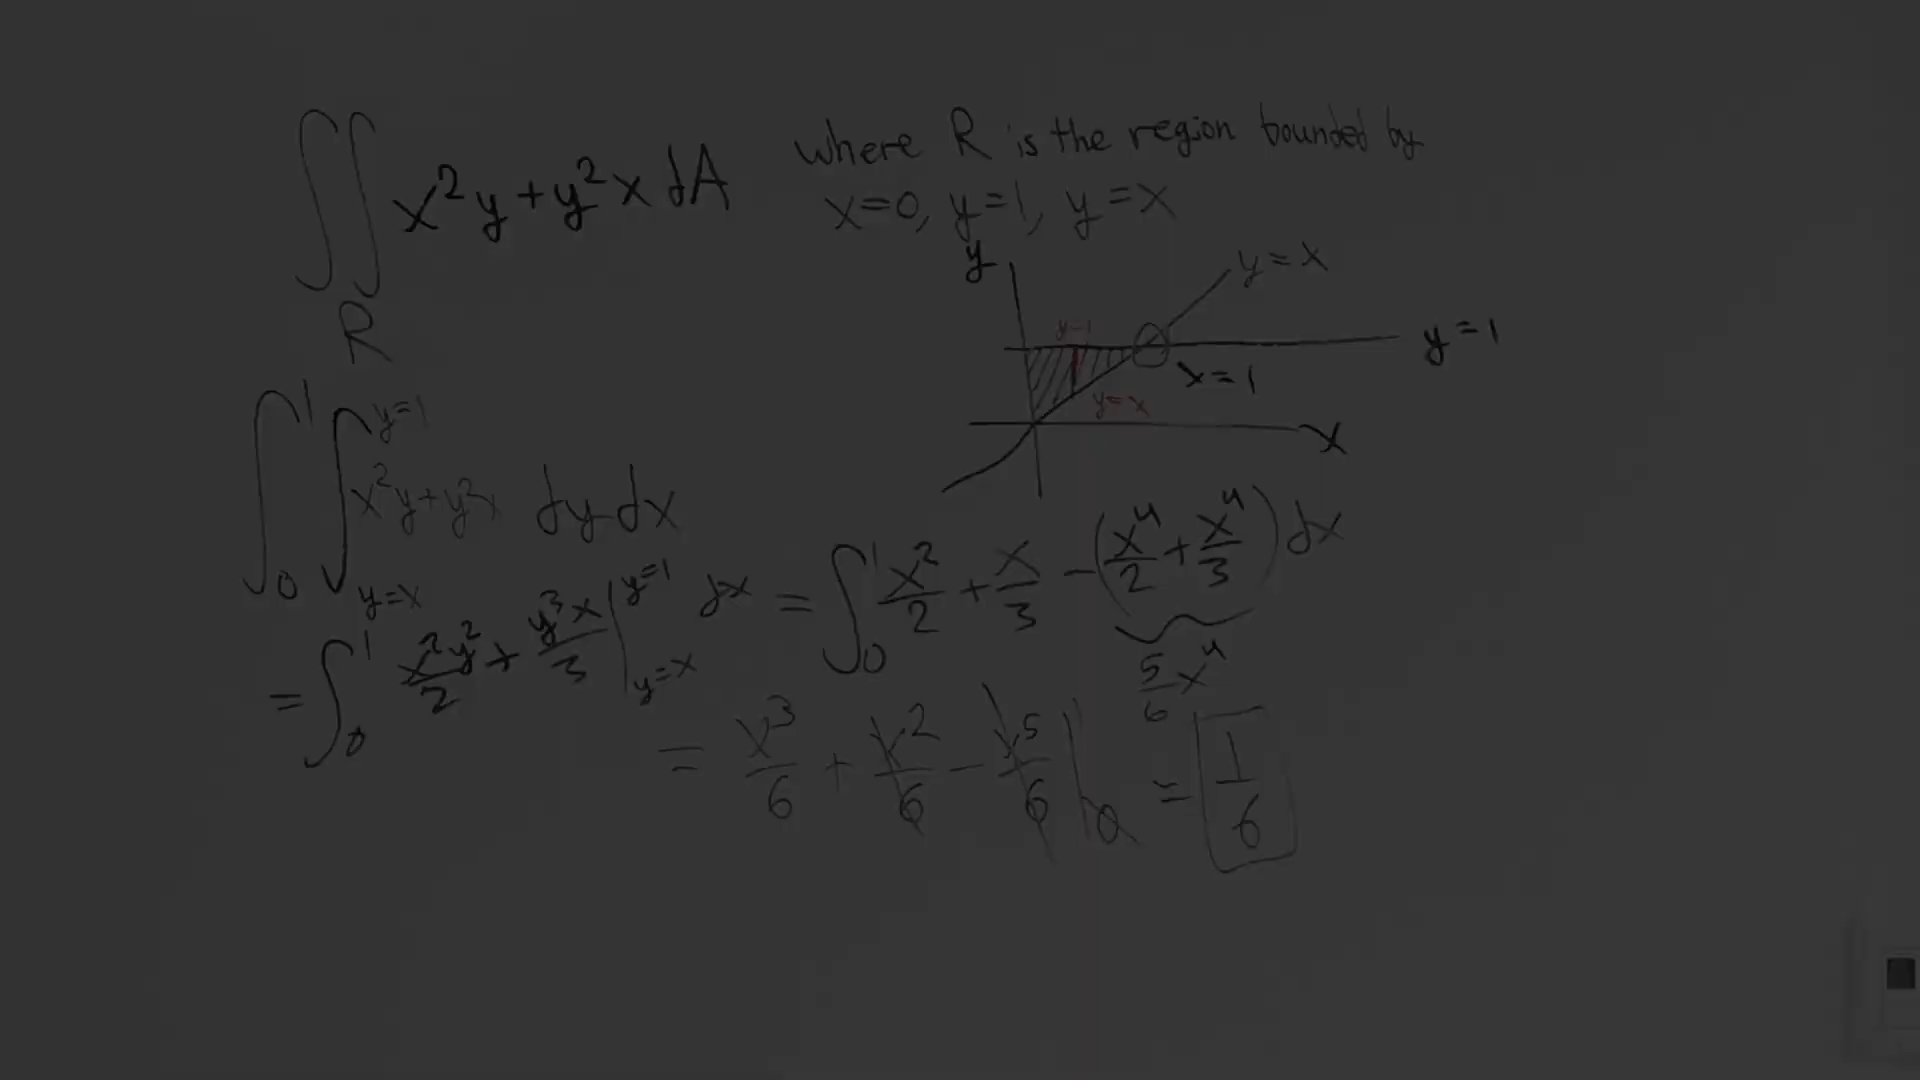 ∬_R x²y + y²x dA where R is the region bounded by
x=0, y=1, y=x
y
y=x
y=1
y=1
x=1
y=x
x
∫₀¹ ∫_{y=x}^{y=1} x²y + y²x dy dx
= ∫₀¹ x²y²/2 + y³x/3 |_{y=x}^{y=1} dx = ∫₀¹ x²/2 + x/3 - (x⁴/2 + x⁴/3) dx
5/6 x⁴
= x³/6 + x²/6 - x⁵/6 |₀ = 1/6